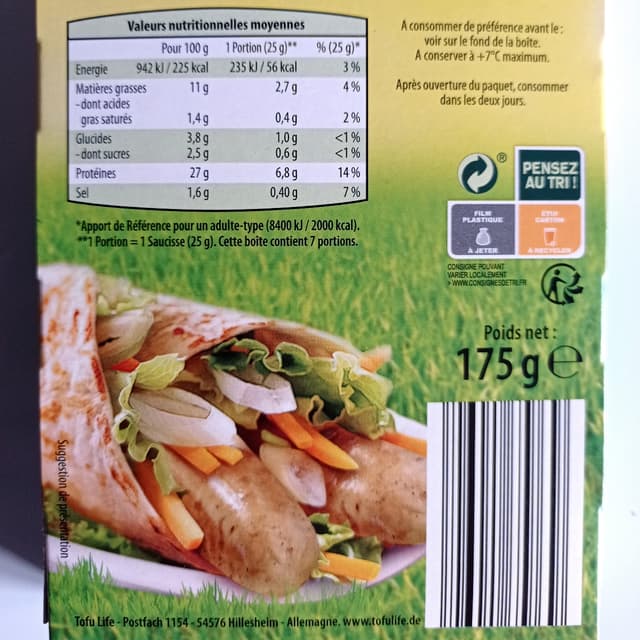 Valeurs nutritionnelles moyennes
Pour 100 g 1 Portion (25 g)** % (25 g)*
Energie 942 kJ / 225 kcal 235 kJ / 56 kcal 3 %
Matières grasses 11 g 2,7 g 4 %
-dont acides
gras saturés 1,4 g 0,4 g 2 %
Glucides 3,8 g 1,0 g <1 %
-dont sucres 2,5 g 0,6 g <1 %
Protéines 27 g 6,8 g 14 %
Sel 1,6 g 0,40 g 7 %
*Apport de Référence pour un adulte-type (8400 kJ / 2000 kcal).
**1 Portion = 1 Saucisse (25 g). Cette boîte contient 7 portions.
A consommer de préférence avant le :
voir sur le fond de la boîte.
A conserver à +7°C maximum.
Après ouverture du paquet, consommer
dans les deux jours.
®
PENSEZ
AU TRI !
FILM
PLASTIQUE
À JETER
ÉTUI
CARTON
À RECYCLER
CONSIGNE POUVANT
VARIER LOCALEMENT
> WWW.CONSIGNESDETRI.FR
Poids net :
175 g ℮
Suggestion de présentation
Tofu Life - Postfach 1154 - 54576 Hillesheim - Allemagne. www.tofulife.de